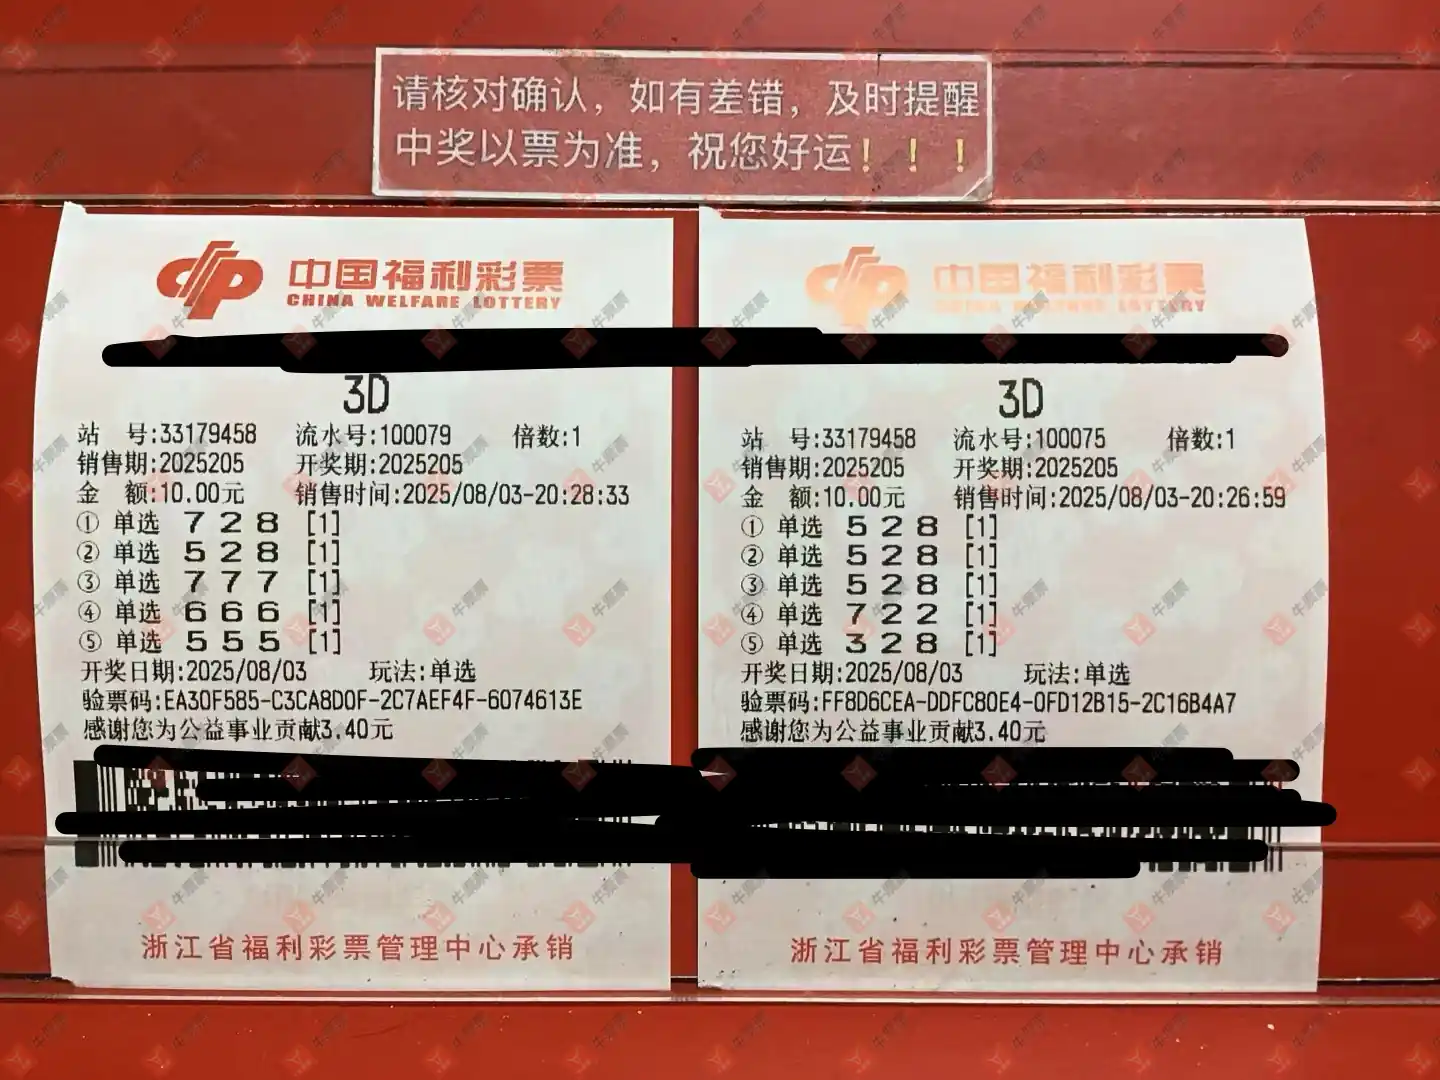 请核对确认，如有差错，及时提醒
中奖以票为准，祝您好运！！！
中国福利彩票
CHINA WELFARE LOTTERY
3D
站 号:33179458 流水号:100079 倍数:1
销售期:2025205 开奖期:2025205
金 额:10.00元 销售时间:2025/08/03-20:28:33
① 单选 7 2 8 [1]
② 单选 5 2 8 [1]
③ 单选 7 7 7 [1]
④ 单选 6 6 6 [1]
⑤ 单选 5 5 5 [1]
开奖日期:2025/08/03 玩法:单选
验票码:EA30F585-C3CA8D0F-2C7AEF4F-6074613E
感谢您为公益事业贡献3.40元
浙江省福利彩票管理中心承销
中国福利彩票
CHINA WELFARE LOTTERY
3D
站 号:33179458 流水号:100075 倍数:1
销售期:2025205 开奖期:2025205
金 额:10.00元 销售时间:2025/08/03-20:26:59
① 单选 5 2 8 [1]
② 单选 5 2 8 [1]
③ 单选 5 2 8 [1]
④ 单选 7 2 2 [1]
⑤ 单选 3 2 8 [1]
开奖日期:2025/08/03 玩法:单选
验票码:FF8D6CEA-DDFC80E4-0FD12B15-2C16B4A7
感谢您为公益事业贡献3.40元
浙江省福利彩票管理中心承销